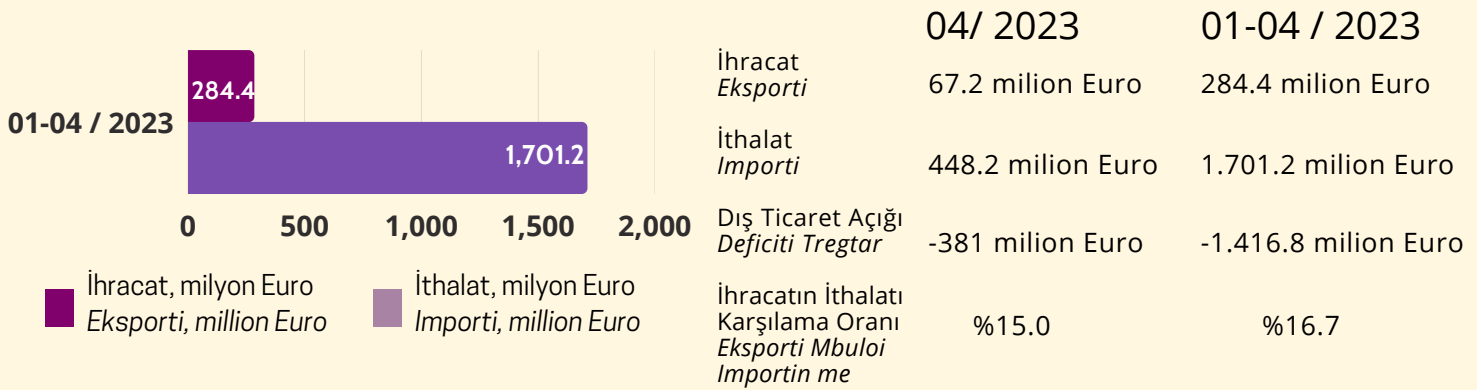 284.4
01-04 / 2023
1,701.2
0 500 1,000 1,500 2,000
İhracat, milyon Euro
Eksporti, million Euro
İthalat, milyon Euro
Importi, million Euro
04/ 2023 01-04 / 2023
İhracat
Eksporti
67.2 milion Euro 284.4 milion Euro
İthalat
Importi
448.2 milion Euro 1.701.2 milion Euro
Dış Ticaret Açığı
Deficiti Tregtar
-381 milion Euro -1.416.8 milion Euro
İhracatın İthalatı
Karşılama Oranı
Eksporti Mbuloi
Importin me
%15.0 %16.7